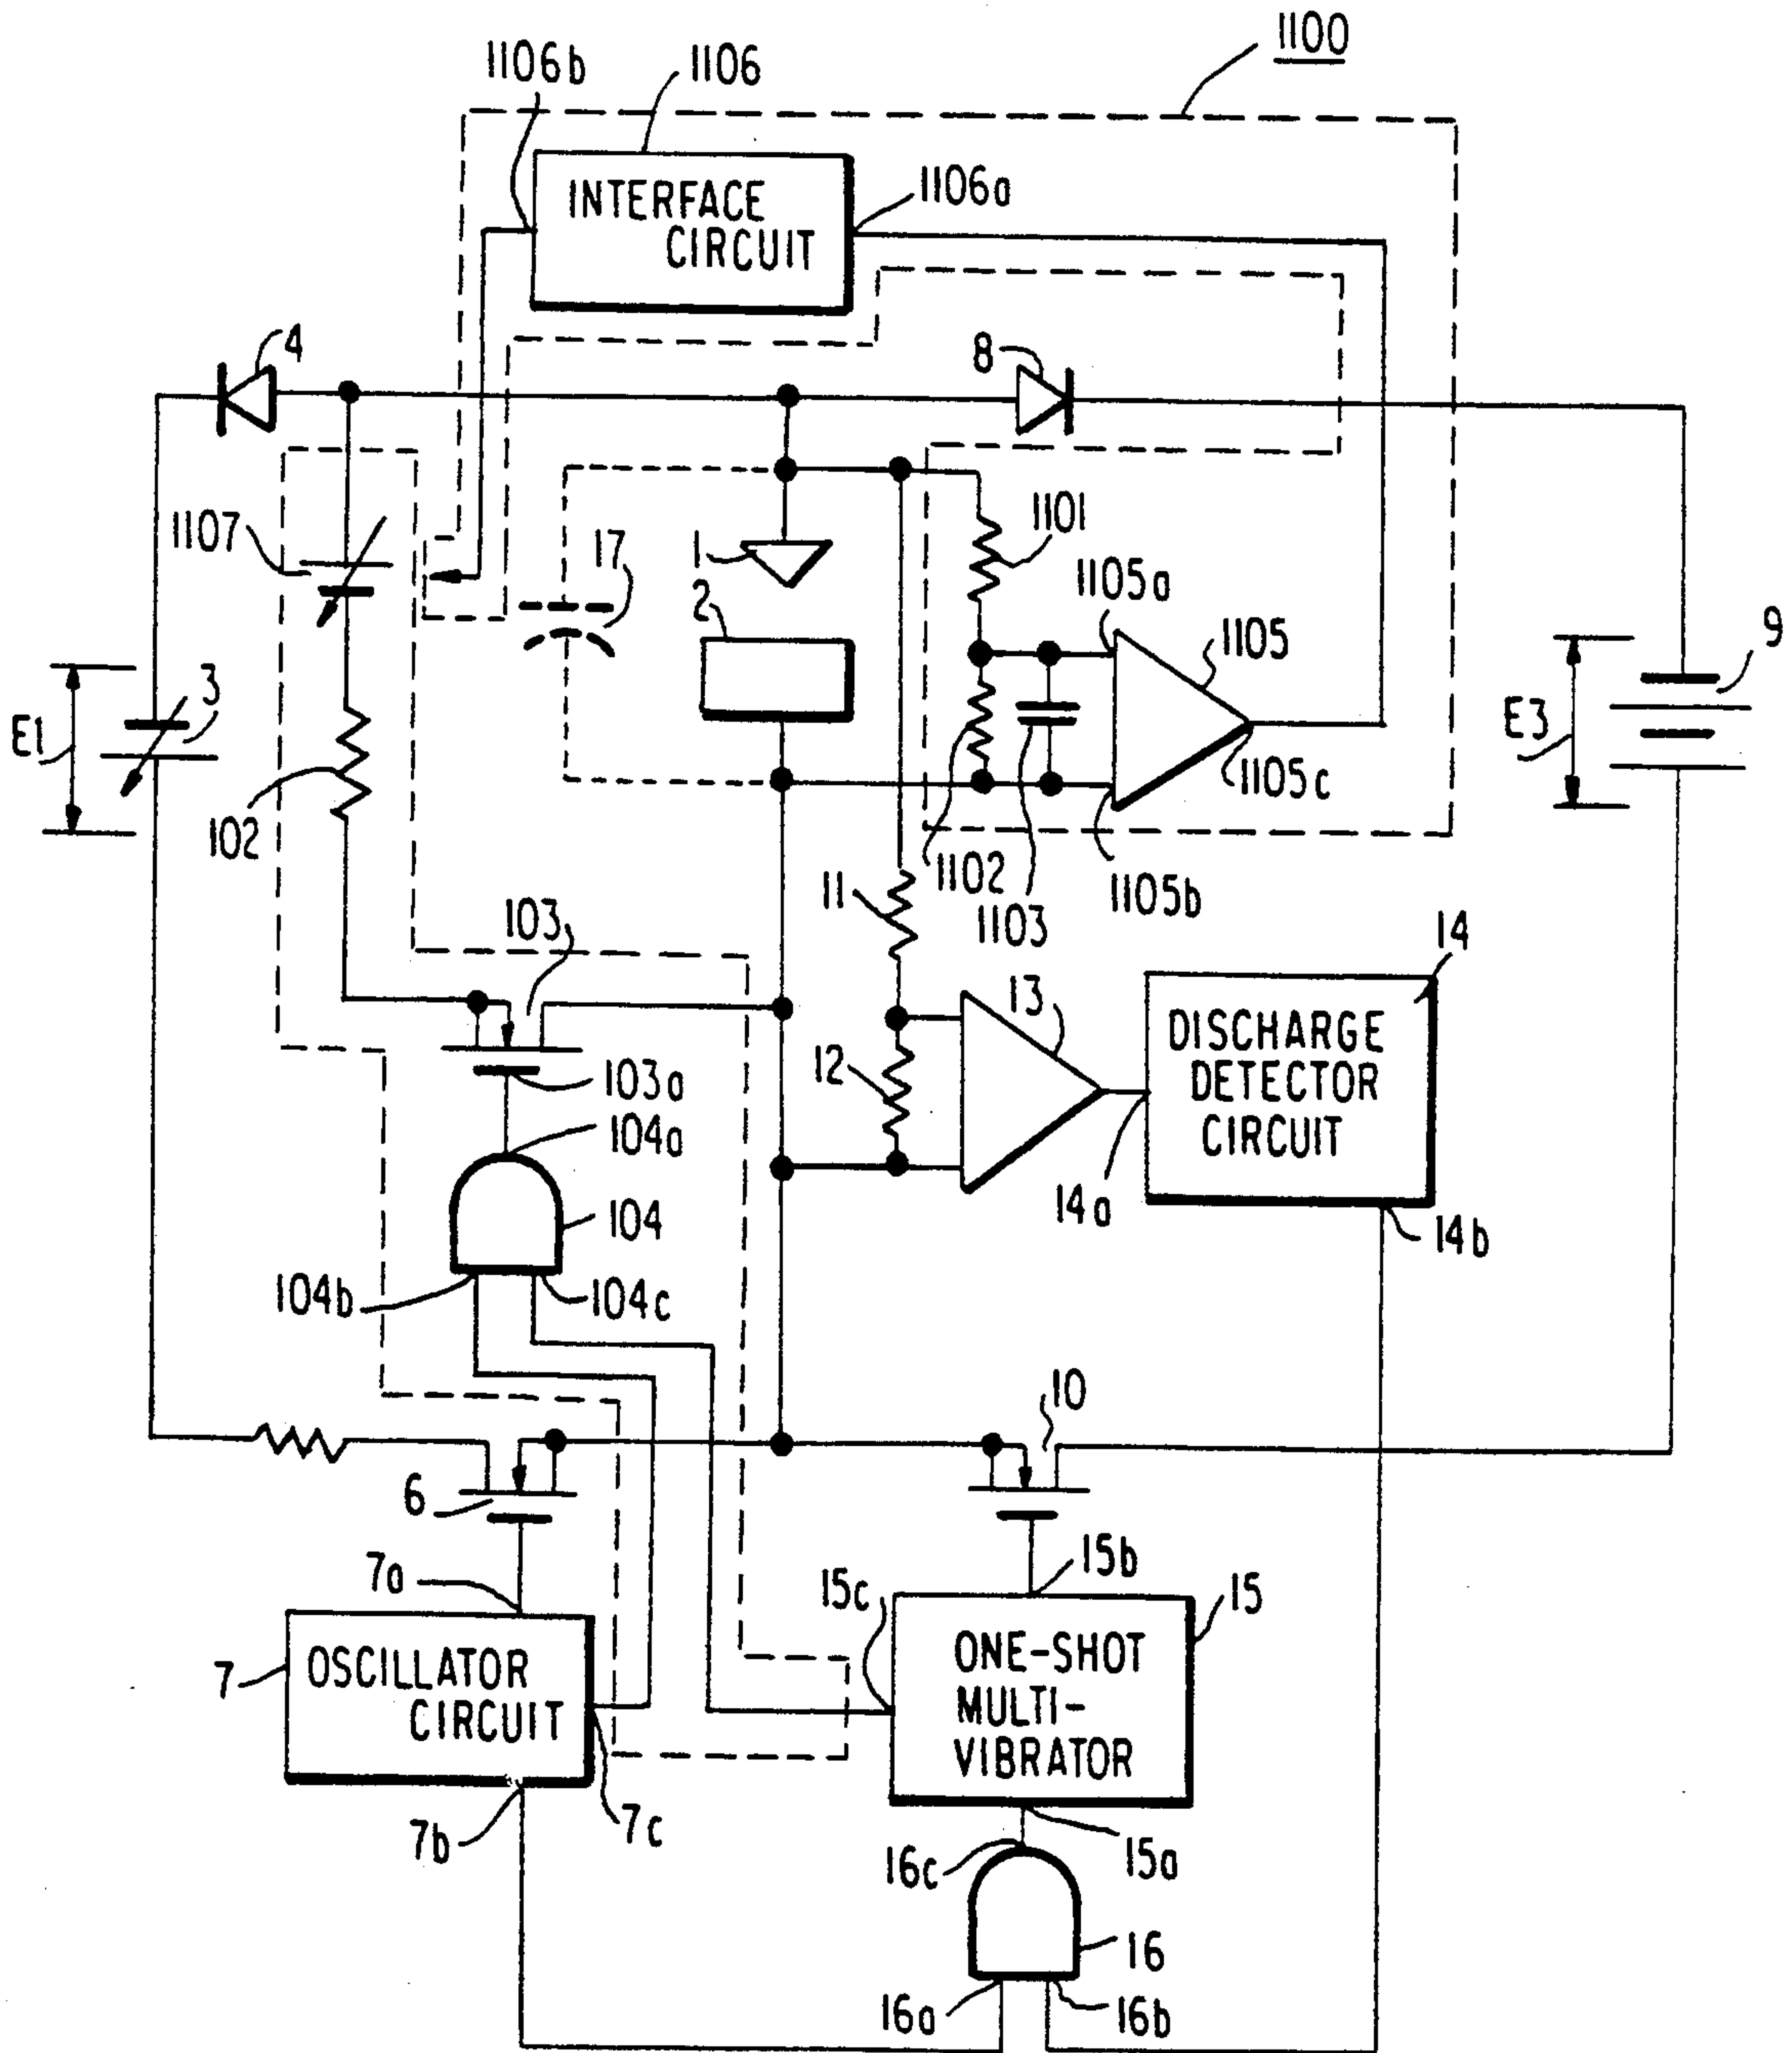 1100
1106b
1106
INTERFACE
CIRCUIT
1106a
4
8
1107
1
17
2
1101
1105a
1105
9
E1
3
102
E3
1105c
1102
1103
1105b
11
103
14
13
DISCHARGE
DETECTOR
CIRCUIT
12
103a
104a
104
14a
14b
104b
104c
10
6
7a
15b
15c
15
7
OSCILLATOR
CIRCUIT
ONE-SHOT
MULTI-
VIBRATOR
7b
7c
16c
15a
16
16a
16b